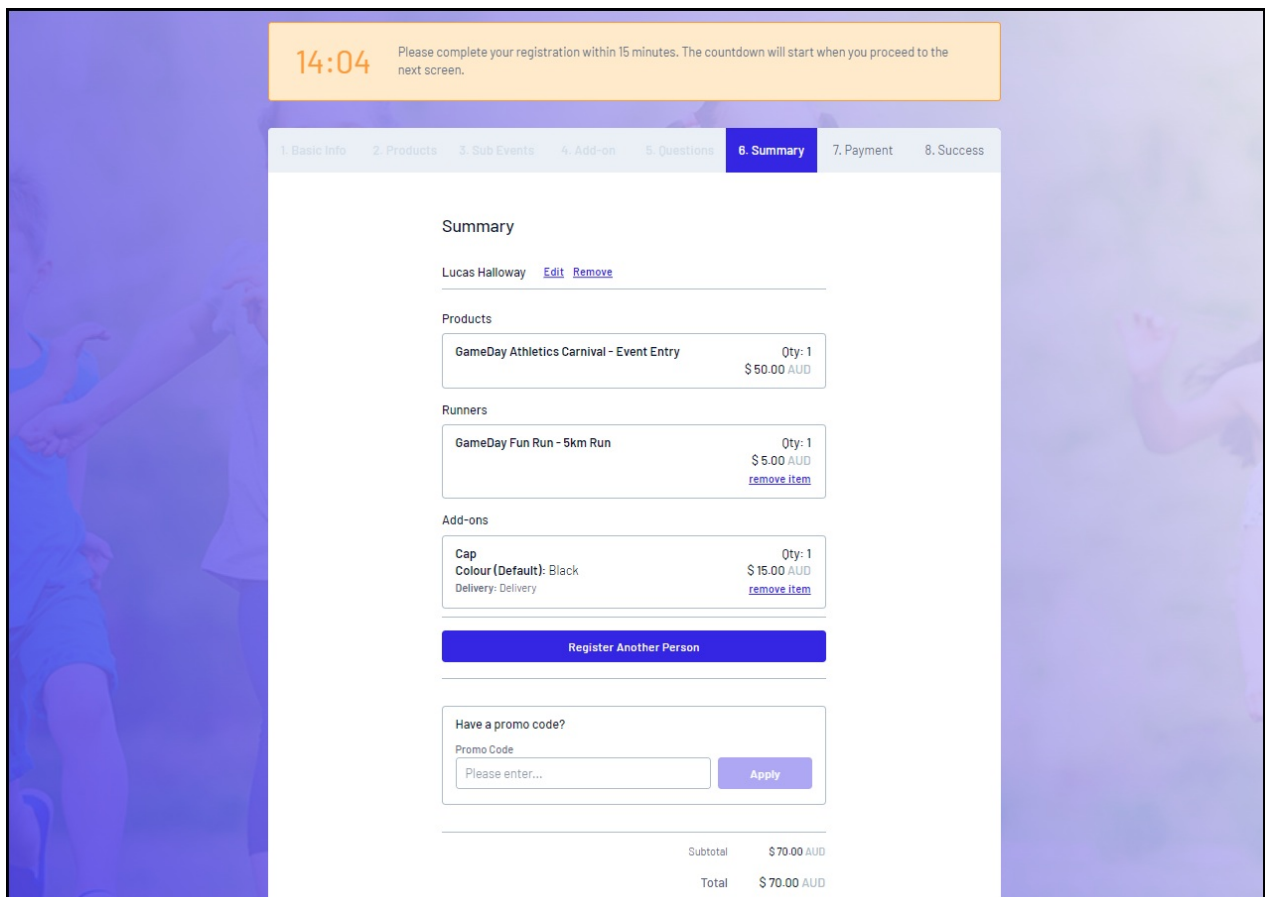 14:04
Please complete your registration within 15 minutes. The countdown will start when you proceed to the
next screen.
1. Basic Info 2. Products 3. Sub Events 4. Add-on 5. Questions 6. Summary 7. Payment 8. Success
Summary
Lucas Halloway Edit Remove
Products
GameDay Athletics Carnival - Event Entry Qty: 1
$ 50.00 AUD
Runners
GameDay Fun Run - 5km Run Qty: 1
$ 5.00 AUD
remove item
Add-ons
Cap Qty: 1
Colour (Default): Black $ 15.00 AUD
Delivery: Delivery remove item
Register Another Person
Have a promo code?
Promo Code
Please enter... Apply
Subtotal $ 70.00 AUD
Total $ 70.00 AUD